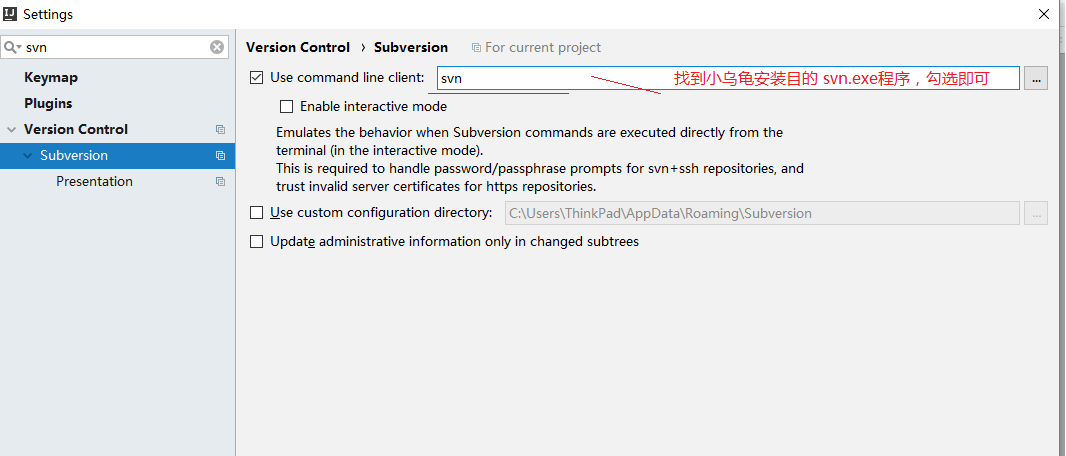 Settings
svn
Keymap
Plugins
Version Control
Subversion
Presentation
Version Control › Subversion For current project
Use command line client: svn 找到小乌龟安装目的 svn.exe程序，勾选即可 ...
Enable interactive mode
Emulates the behavior when Subversion commands are executed directly from the
terminal (in the interactive mode).
This is required to handle password/passphrase prompts for svn+ssh repositories, and
trust invalid server certificates for https repositories.
Use custom configuration directory: C:\Users\ThinkPad\AppData\Roaming\Subversion ...
Update administrative information only in changed subtrees